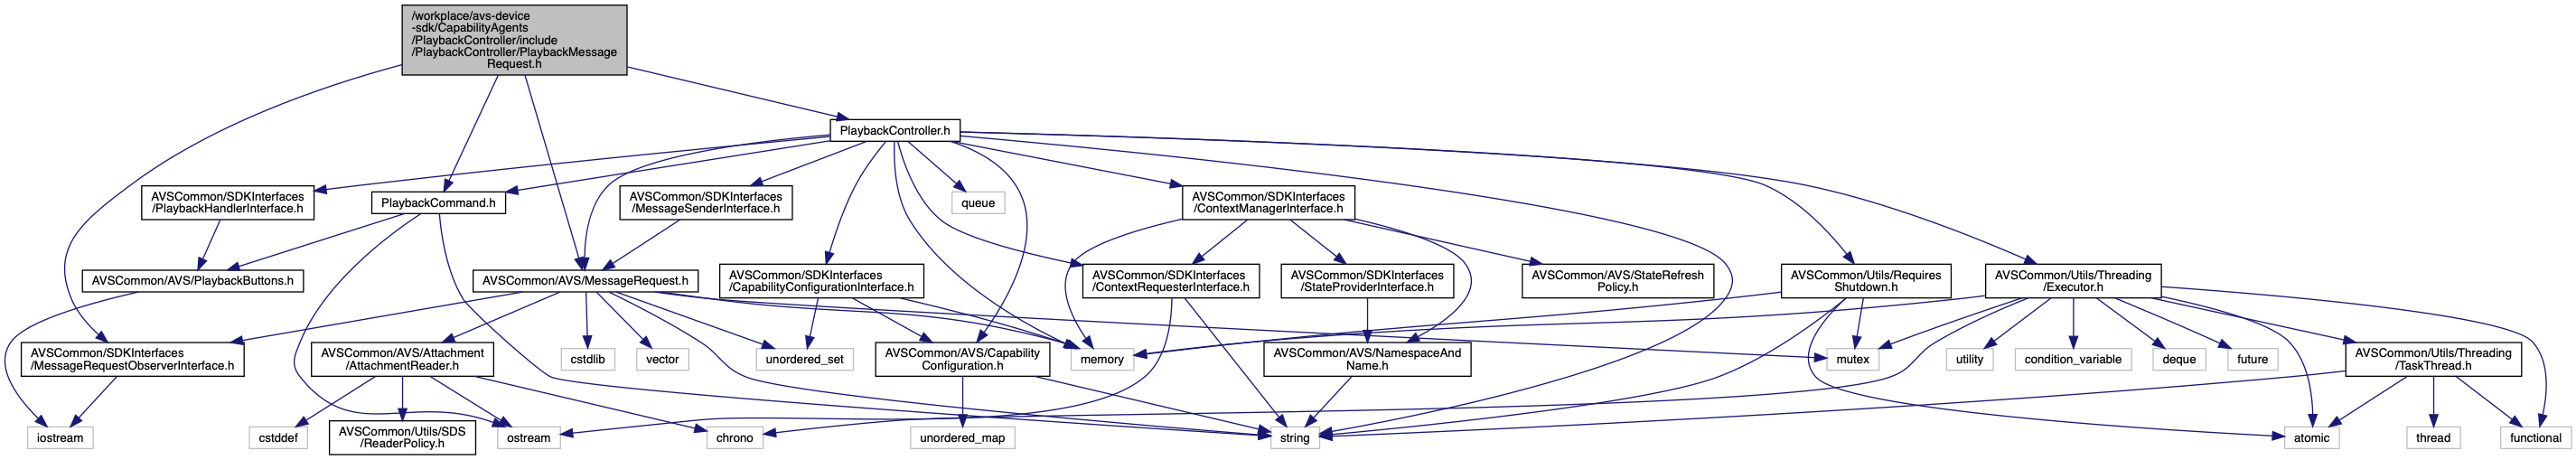 /workplace/avs-device
-sdk/CapabilityAgents
/PlaybackController/include
/PlaybackController/PlaybackMessage
Request.h
PlaybackController.h
AVSCommon/SDKInterfaces
/PlaybackHandlerInterface.h
PlaybackCommand.h
AVSCommon/SDKInterfaces
/MessageSenderInterface.h
queue
AVSCommon/SDKInterfaces
/ContextManagerInterface.h
AVSCommon/AVS/PlaybackButtons.h
AVSCommon/AVS/MessageRequest.h
AVSCommon/SDKInterfaces
/CapabilityConfigurationInterface.h
AVSCommon/SDKInterfaces
/ContextRequesterInterface.h
AVSCommon/SDKInterfaces
/StateProviderInterface.h
AVSCommon/AVS/StateRefresh
Policy.h
AVSCommon/Utils/Requires
Shutdown.h
AVSCommon/Utils/Threading
/Executor.h
AVSCommon/SDKInterfaces
/MessageRequestObserverInterface.h
AVSCommon/AVS/Attachment
/AttachmentReader.h
cstdlib
vector
unordered_set
AVSCommon/AVS/Capability
Configuration.h
memory
AVSCommon/AVS/NamespaceAnd
Name.h
mutex
utility
condition_variable
deque
future
AVSCommon/Utils/Threading
/TaskThread.h
iostream
cstddef
AVSCommon/Utils/SDS
/ReaderPolicy.h
ostream
chrono
unordered_map
string
atomic
thread
functional